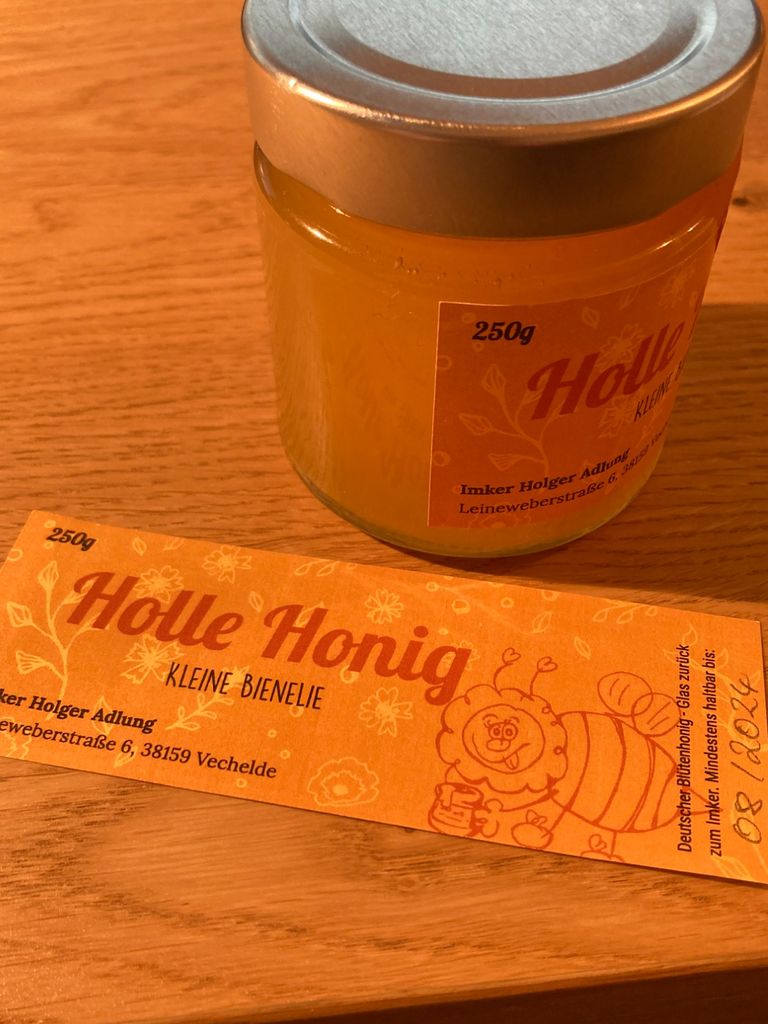 250g
Holle
KLEINE
Imker Holger Adlung
Leineweberstraße 6, 38159
250g
Holle Honig
KLEINE BIENELIE
ker Holger Adlung
eweberstraße 6, 38159 Vechelde
Deutscher Blütenhonig - Glas zurück
zum Imker. Mindestens haltbar bis:
08/2024